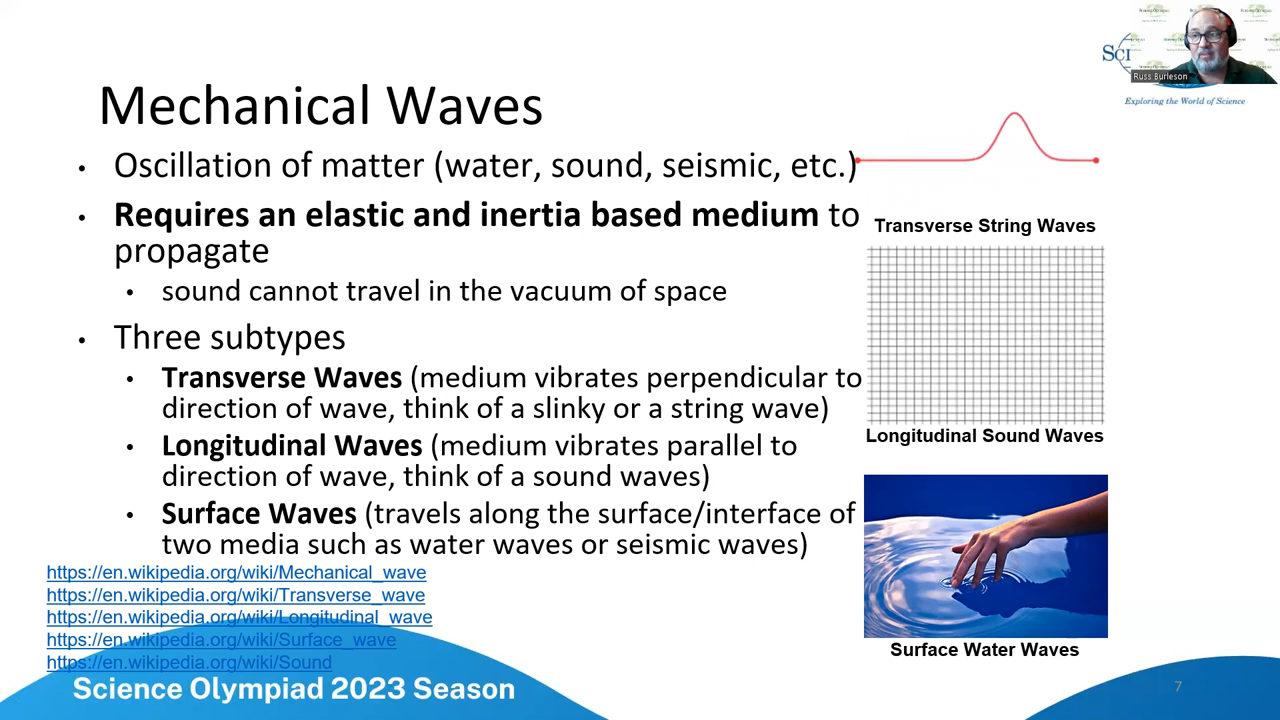 SCI
Russ Burleson
Exploring the World of Science
Mechanical Waves
• Oscillation of matter (water, sound, seismic, etc.)
• Requires an elastic and inertia based medium to
propagate
• sound cannot travel in the vacuum of space
• Three subtypes
• Transverse Waves (medium vibrates perpendicular to
direction of wave, think of a slinky or a string wave)
• Longitudinal Waves (medium vibrates parallel to
direction of wave, think of a sound waves)
• Surface Waves (travels along the surface/interface of
two media such as water waves or seismic waves)
https://en.wikipedia.org/wiki/Mechanical_wave
https://en.wikipedia.org/wiki/Transverse_wave
https://en.wikipedia.org/wiki/Longitudinal_wave
https://en.wikipedia.org/wiki/Surface_wave
https://en.wikipedia.org/wiki/Sound
Transverse String Waves
Longitudinal Sound Waves
Surface Water Waves
Science Olympiad 2023 Season
7